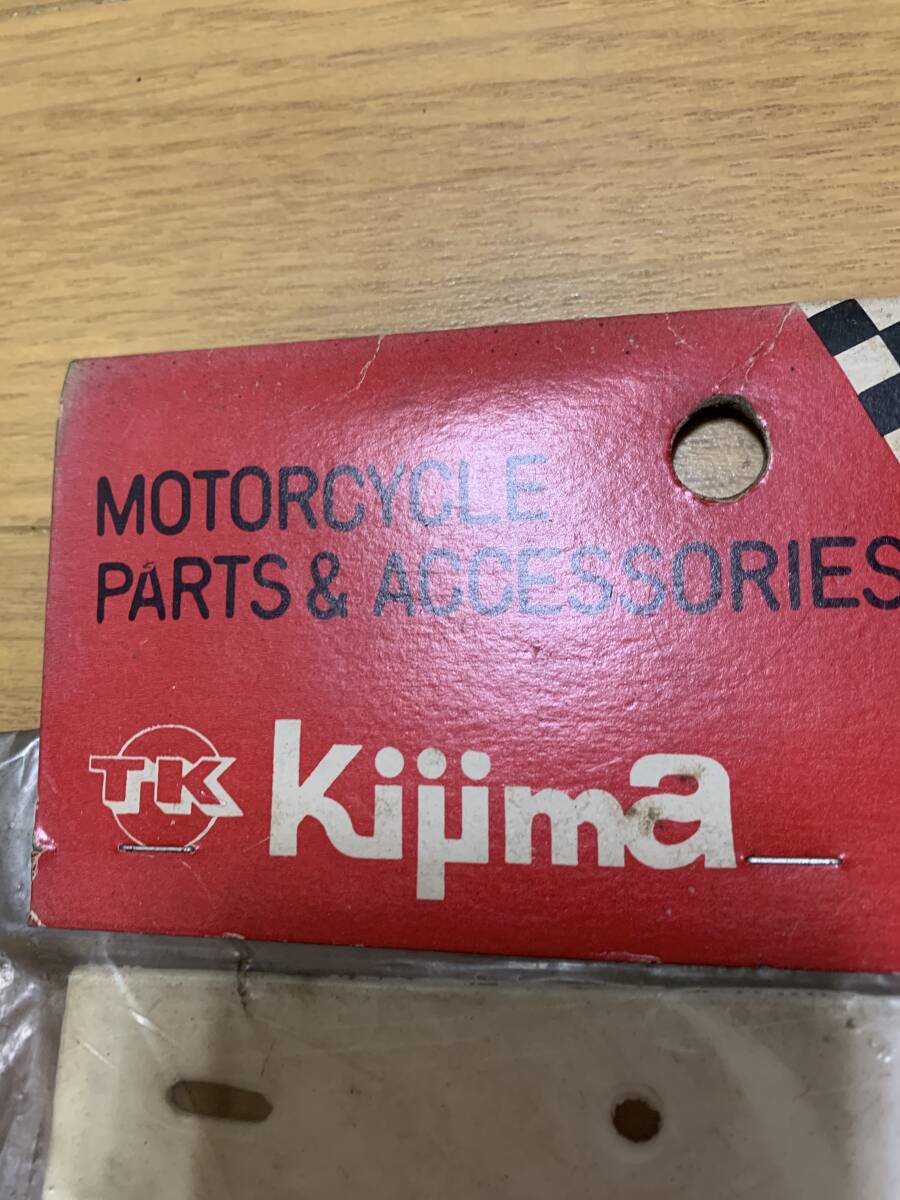 MOTORCYCLE
PARTS & ACCESSORIES
TK Kijima